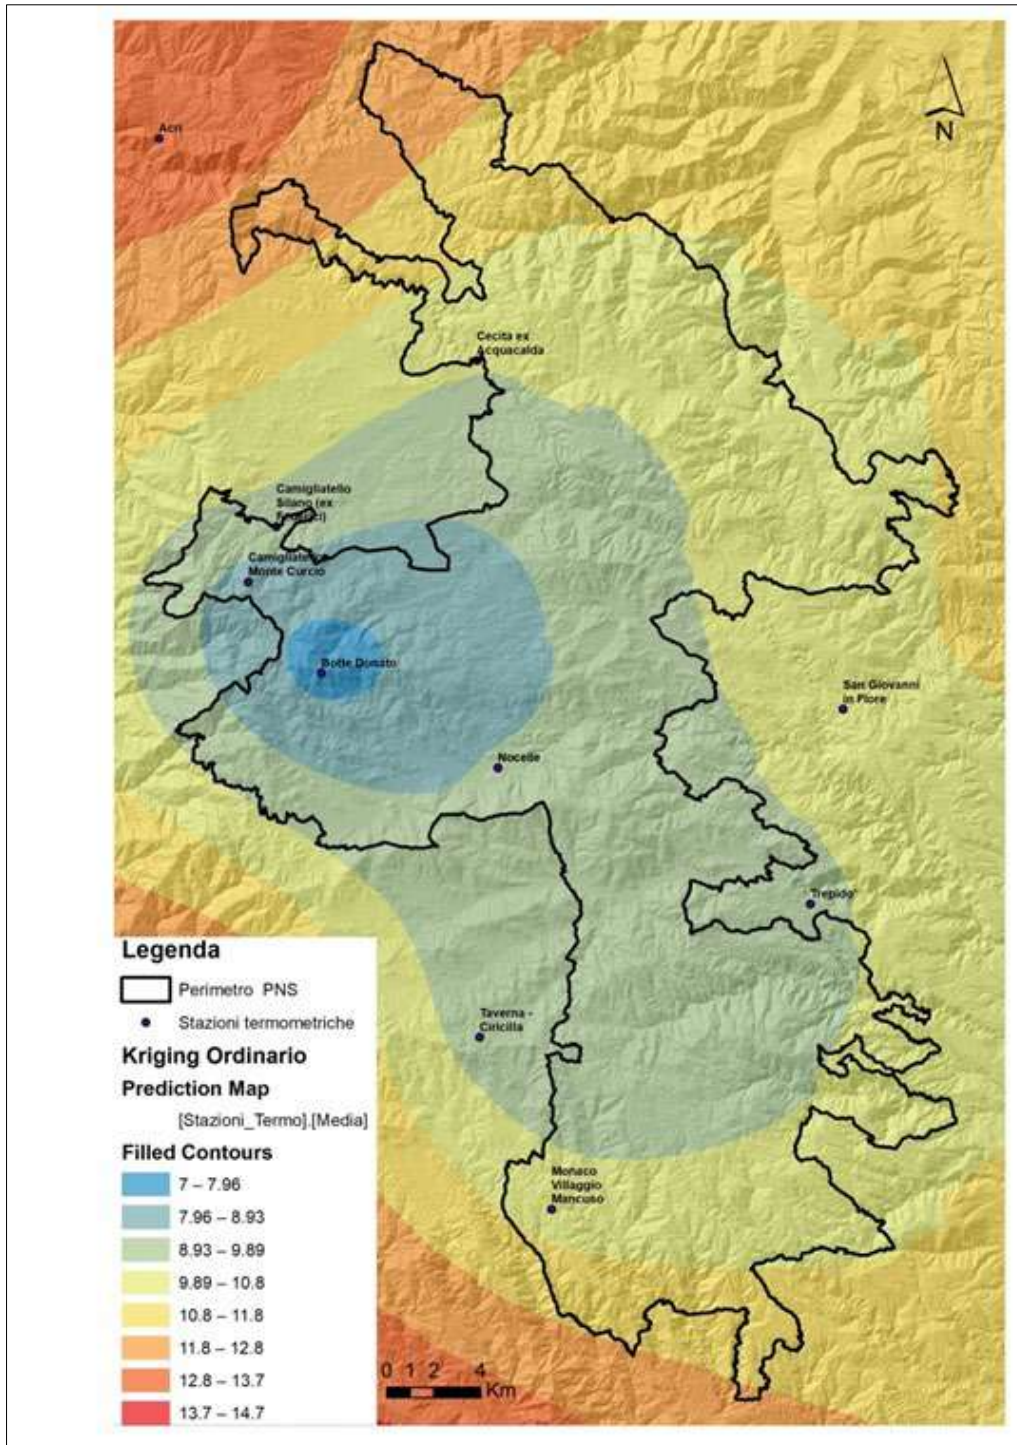 N
Acri
Cecita ex
Acquacalda
Camigliatello
Silano (ex
Monte Curcio
Botte Donato
San Giovanni
in Fiore
Nocelle
Trepido'
Taverna -
Ciricilla
Monaco
Villaggio
Mancuso
Legenda
Perimetro PNS
Stazioni termometriche
Kriging Ordinario
Prediction Map
[Stazioni_Termo].[Media]
Filled Contours
7 – 7.96
7.96 – 8.93
8.93 – 9.89
9.89 – 10.8
10.8 – 11.8
11.8 – 12.8
12.8 – 13.7
13.7 – 14.7
0 1 2 4
Km